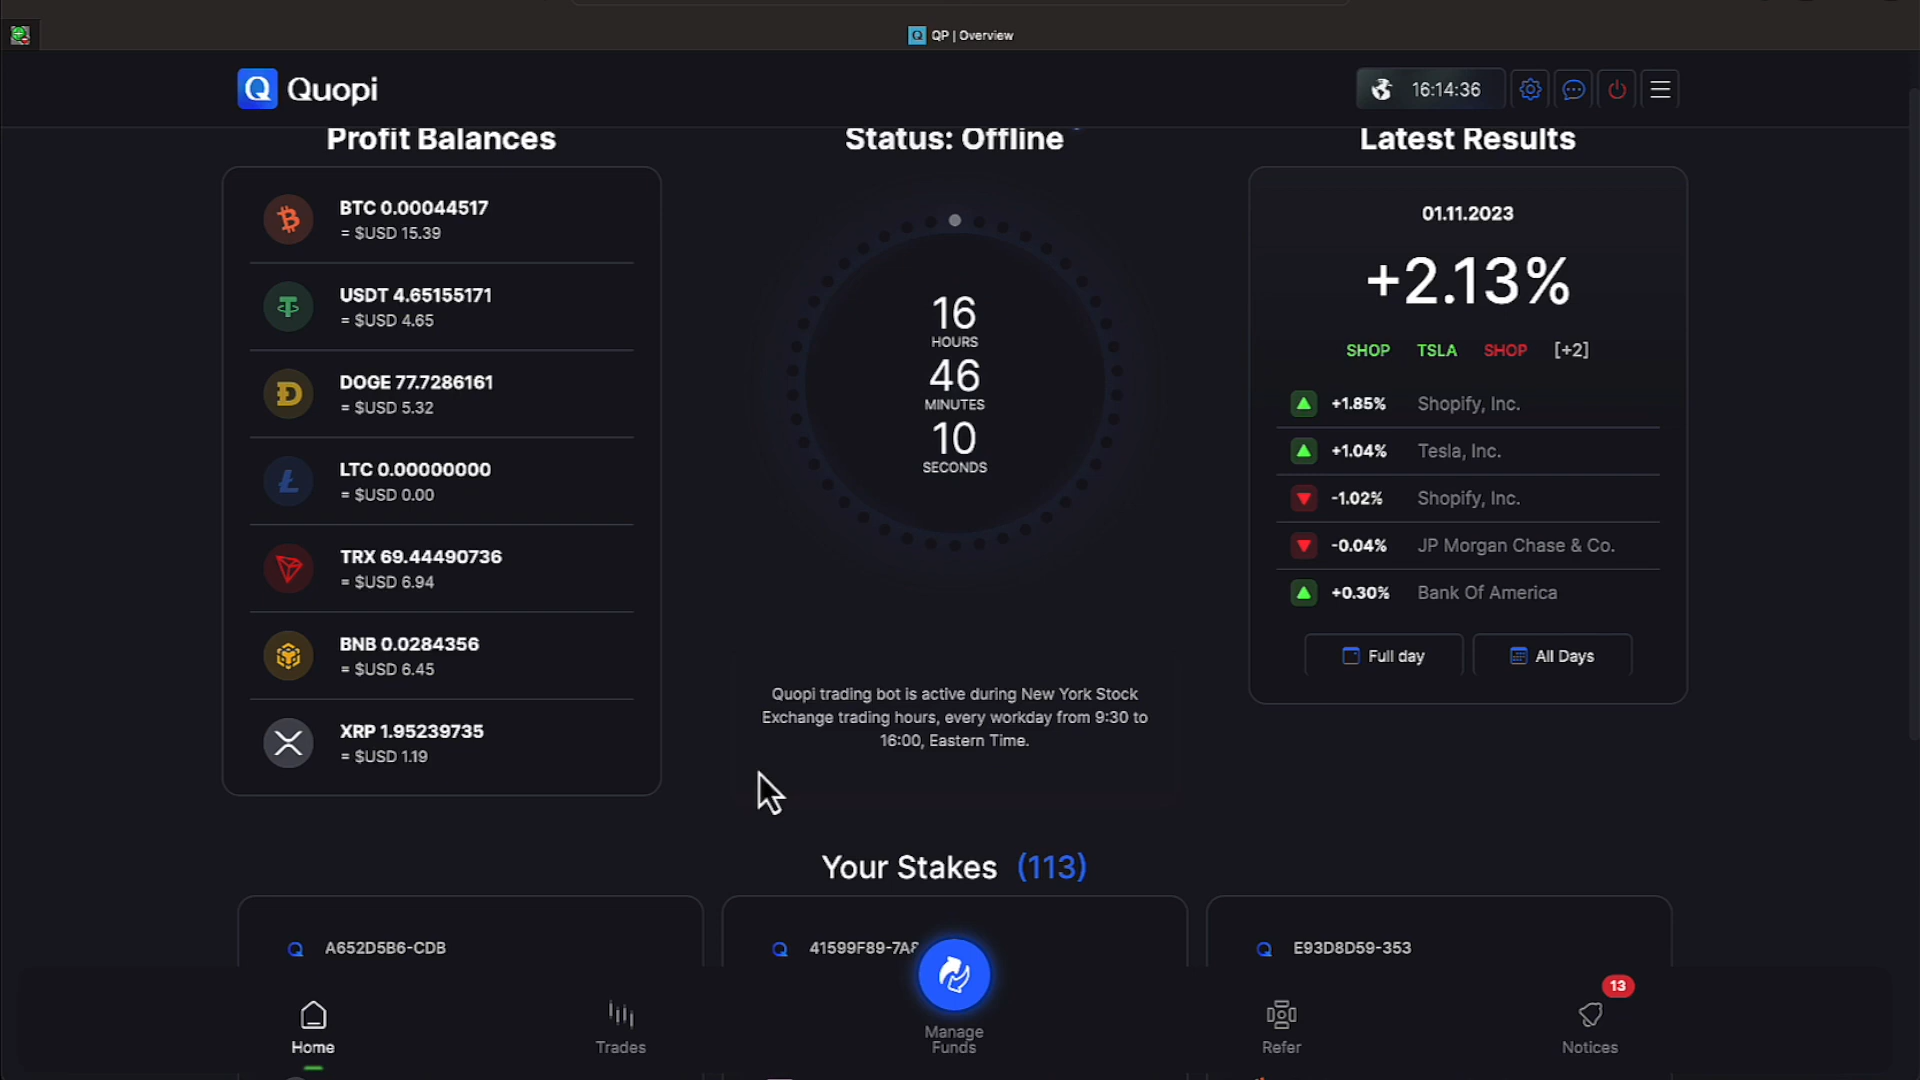 QP | Overview
Quopi
16:14:36
Profit Balances
BTC 0.00044517
= $USD 15.39
USDT 4.65155171
= $USD 4.65
DOGE 77.7286161
= $USD 5.32
LTC 0.00000000
= $USD 0.00
TRX 69.44490736
= $USD 6.94
BNB 0.0284356
= $USD 6.45
XRP 1.95239735
= $USD 1.19
Status: Offline
16
HOURS
46
MINUTES
10
SECONDS
Quopi trading bot is active during New York Stock
Exchange trading hours, every workday from 9:30 to
16:00, Eastern Time.
Latest Results
01.11.2023
+2.13%
SHOP TSLA SHOP [+2]
+1.85% Shopify, Inc.
+1.04% Tesla, Inc.
-1.02% Shopify, Inc.
-0.04% JP Morgan Chase & Co.
+0.30% Bank Of America
Full day
All Days
Your Stakes (113)
A652D5B6-CDB
41599F89-7A8
E93D8D59-353
Home
Trades
Manage
Funds
Refer
13
Notices